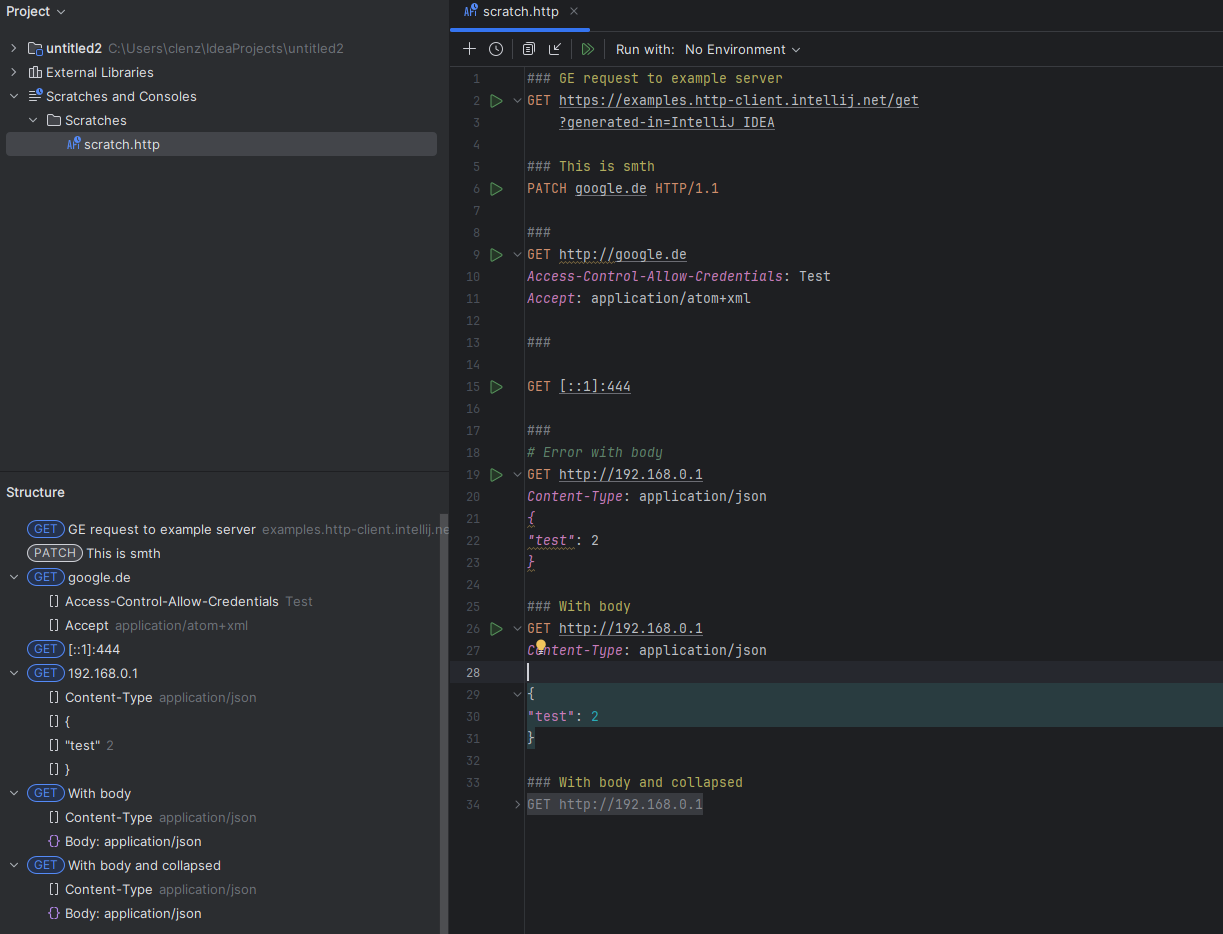 Project
untitled2 C:\Users\clenz\IdeaProjects\untitled2
External Libraries
Scratches and Consoles
Scratches
API scratch.http
Structure
GET GE request to example server examples.http-client.intellij.ne
PATCH This is smth
GET google.de
[] Access-Control-Allow-Credentials Test
[] Accept application/atom+xml
GET [::1]:444
GET 192.168.0.1
[] Content-Type application/json
[] {
[] "test" 2
[] }
GET With body
[] Content-Type application/json
{} Body: application/json
GET With body and collapsed
[] Content-Type application/json
{} Body: application/json
API scratch.http ×
Run with: No Environment
1 ### GE request to example server
2 GET https://examples.http-client.intellij.net/get
3 ?generated-in=IntelliJ IDEA
4
5 ### This is smth
6 PATCH google.de HTTP/1.1
7
8 ###
9 GET http://google.de
10 Access-Control-Allow-Credentials: Test
11 Accept: application/atom+xml
12
13 ###
14
15 GET [::1]:444
16
17 ###
18 # Error with body
19 GET http://192.168.0.1
20 Content-Type: application/json
21 {
22 "test": 2
23 }
24
25 ### With body
26 GET http://192.168.0.1
27 Content-Type: application/json
28
29 {
30 "test": 2
31 }
32
33 ### With body and collapsed
34 GET http://192.168.0.1